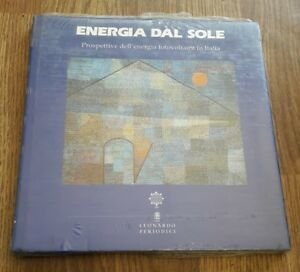 ENERGIA DAL SOLE
Prospettive dell'energia fotovoltaica in Italia
LEONARDO
PERIODICI